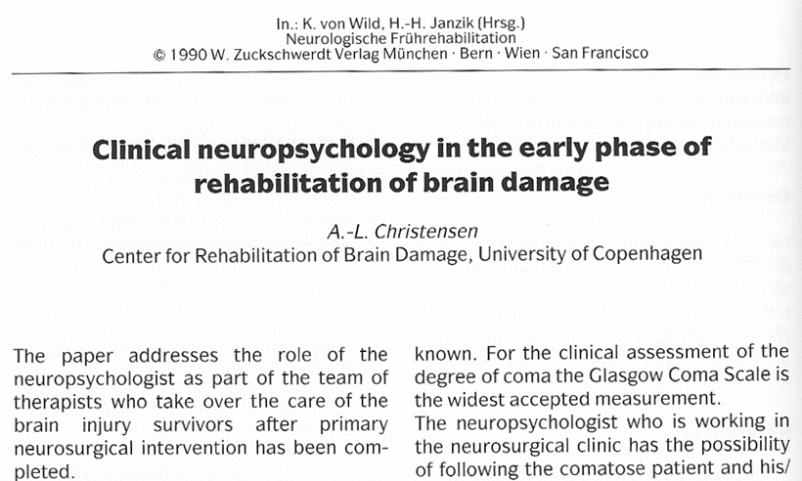 In.: K. von Wild, H.-H. Janzik (Hrsg.)
Neurologische Frührehabilitation
© 1990 W. Zuckschwerdt Verlag München · Bern · Wien · San Francisco
Clinical neuropsychology in the early phase of
rehabilitation of brain damage
A.-L. Christensen
Center for Rehabilitation of Brain Damage, University of Copenhagen
The paper addresses the role of the
neuropsychologist as part of the team of
therapists who take over the care of the
brain injury survivors after primary
neurosurgical intervention has been com-
pleted.
known. For the clinical assessment of the
degree of coma the Glasgow Coma Scale is
the widest accepted measurement.
The neuropsychologist who is working in
the neurosurgical clinic has the possibility
of following the comatose patient and his/